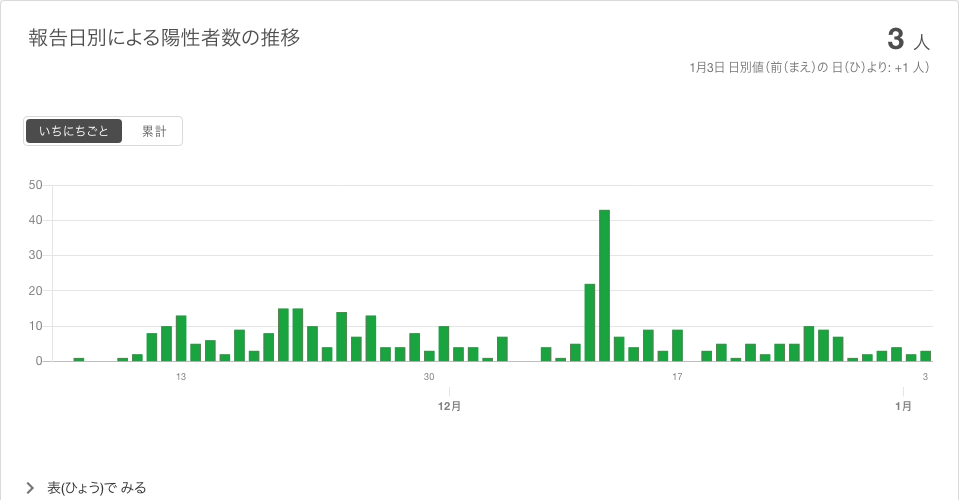 報告日別による陽性者数の推移
3 人
1月3日 日別値（前（まえ）の 日（ひ）より: +1 人）
いちにちごと 累計
50
40
30
20
10
0
13 30 17 3
12月 1月
表(ひょう)で みる